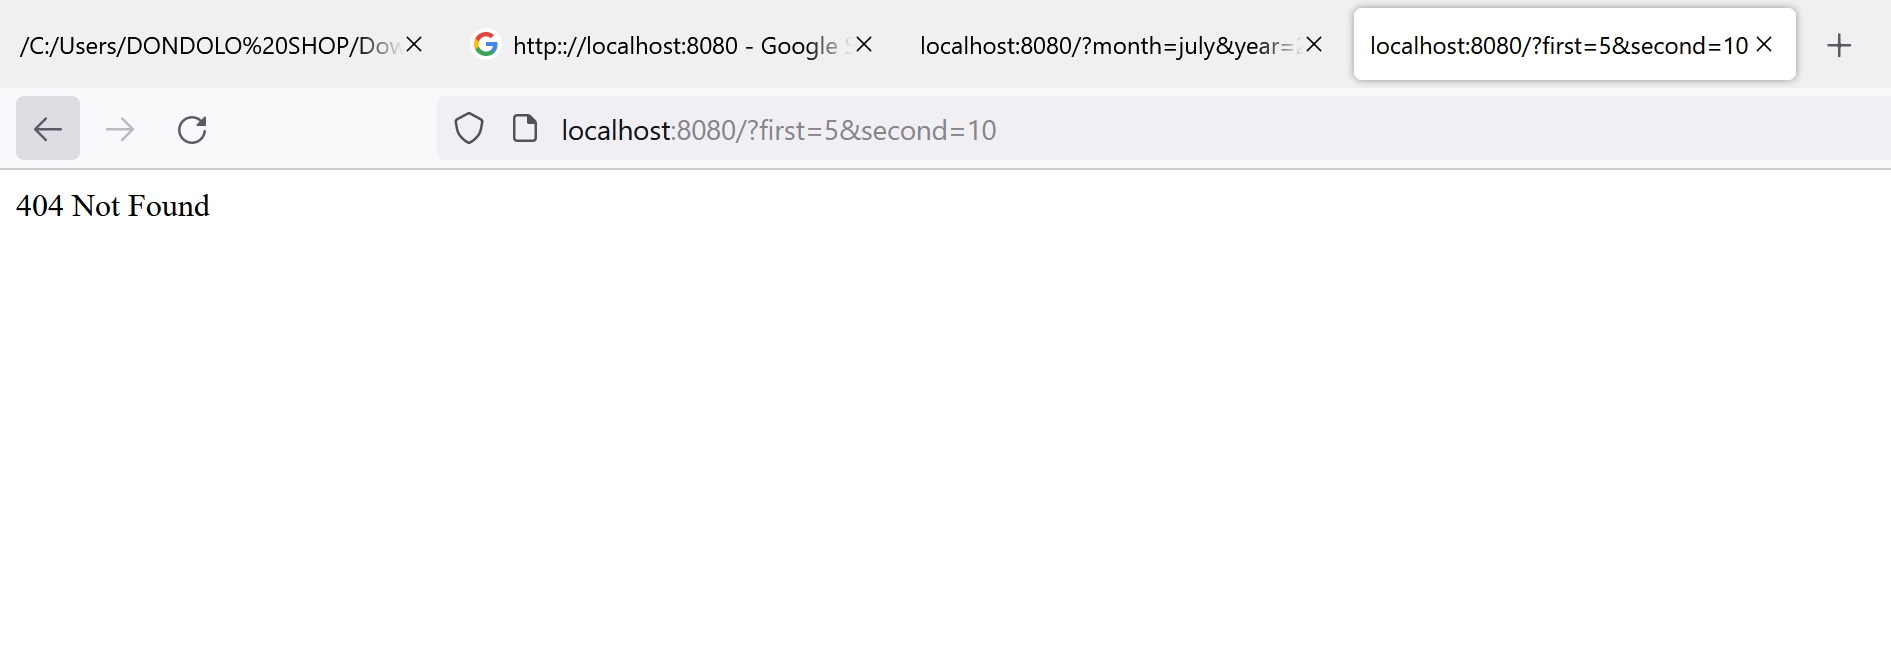 /C:/Users/DONDOLO%20SHOP/Dow
http:://localhost:8080 - Google
localhost:8080/?month=july&year=
localhost:8080/?first=5&second=10
localhost:8080/?first=5&second=10
404 Not Found